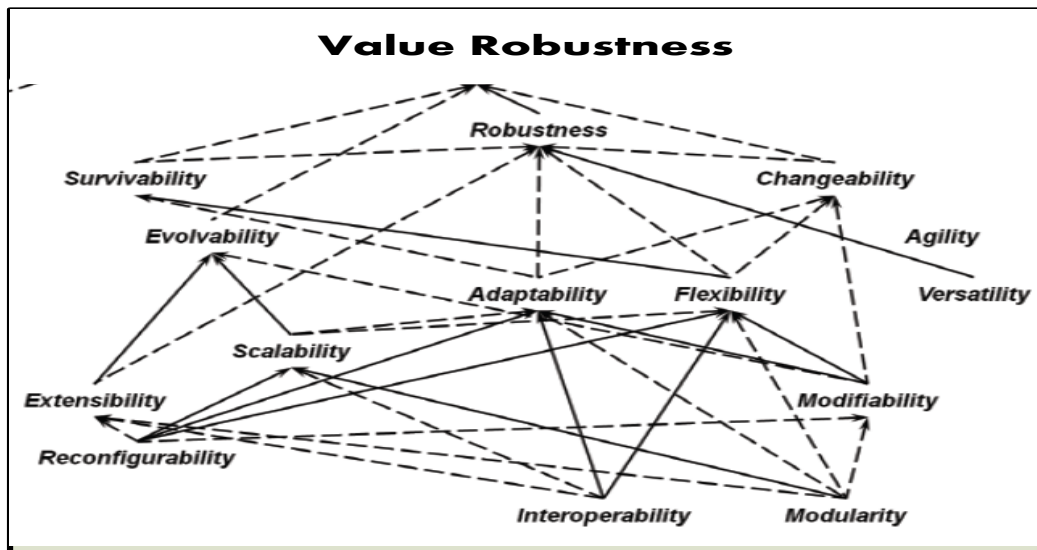 Value Robustness
Robustness
Survivability
Changeability
Evolvability
Agility
Adaptability
Flexibility
Versatility
Scalability
Extensibility
Modifiability
Reconfigurability
Interoperability
Modularity